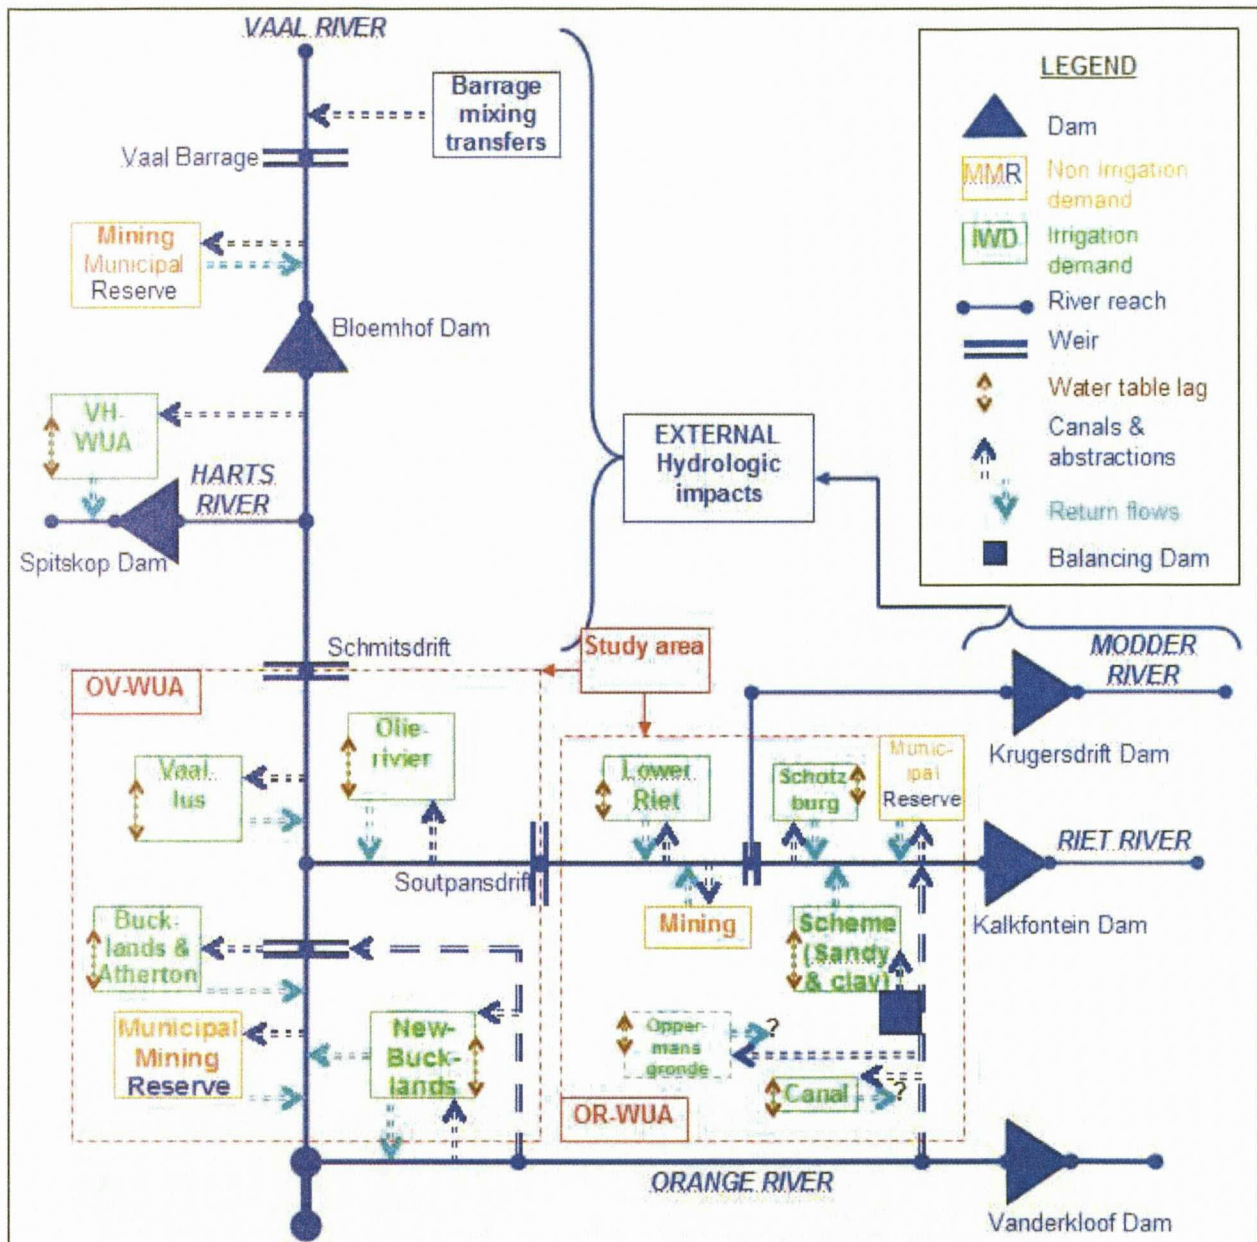 VAAL RIVER
Barrage
mixing
transfers
Vaal Barrage
Mining
Municipal
Reserve
Bloemhof Dam
VH-
WUA
HARTS
RIVER
Spitskop Dam
EXTERNAL
Hydrologic
impacts
LEGEND
Dam
MMR
Non Irrigation
demand
IWD
Irrigation
demand
River reach
Weir
Water table lag
Canals &
abstractions
Return flows
Balancing Dam
Schmitsdrift
Study area
MODDER
RIVER
OV-WUA
Krugersdrift Dam
Olie-
rivier
Vaal
lus
Lower
Riet
Scholtz
burg
Munic-
ipal
Reserve
RIET RIVER
Soutpansdrift
Kalkfontein Dam
Mining
Scheme
(Sandy
& clay)
Buck-
lands &
Atherton
Municipal
Mining
Reserve
New-
Buck-
lands
Opper-
mans
gronde
?
Canal
?
OR-WUA
ORANGE RIVER
Vanderkloof Dam